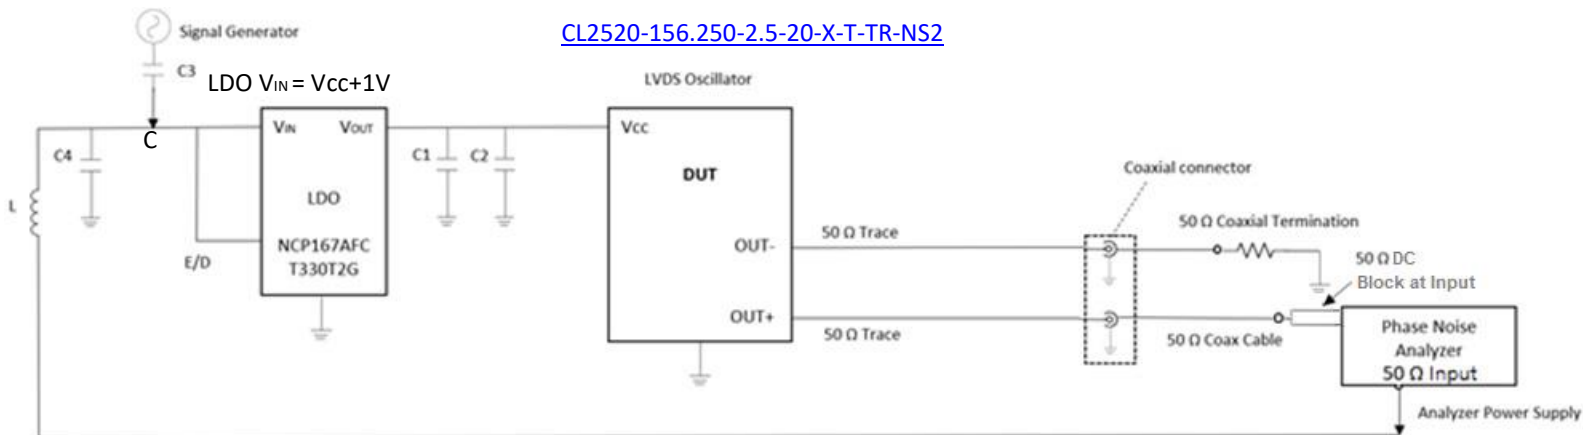 Signal Generator
CL2520-156.250-2.5-20-X-T-TR-NS2
C3
LDO VIN = Vcc+1V
LVDS Oscillator
C
C4
VIN
VOUT
C1
C2
Vcc
DUT
Coaxial connector
L
LDO
NCP167AFC
T330T2G
E/D
OUT-
50 Ω Trace
50 Ω Coaxial Termination
50 Ω DC
Block at Input
OUT+
50 Ω Trace
50 Ω Coax Cable
Phase Noise
Analyzer
50 Ω Input
Analyzer Power Supply